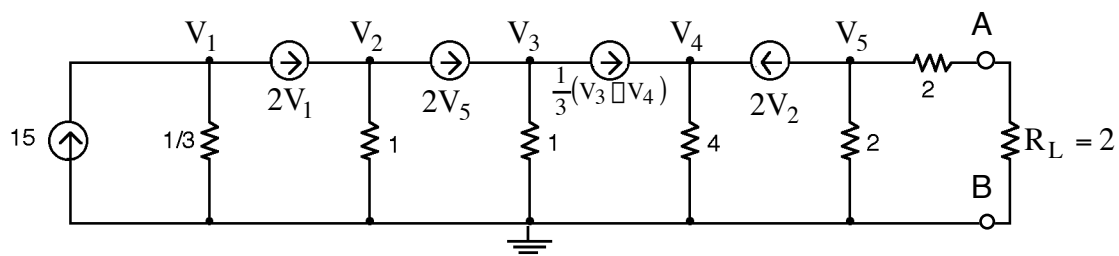 V1 V2 V3 V4 V5 A
2V1 2V5 1/3(V3 □ V4) 2V2 2
15 1/3 1 1 4 2 RL = 2
B